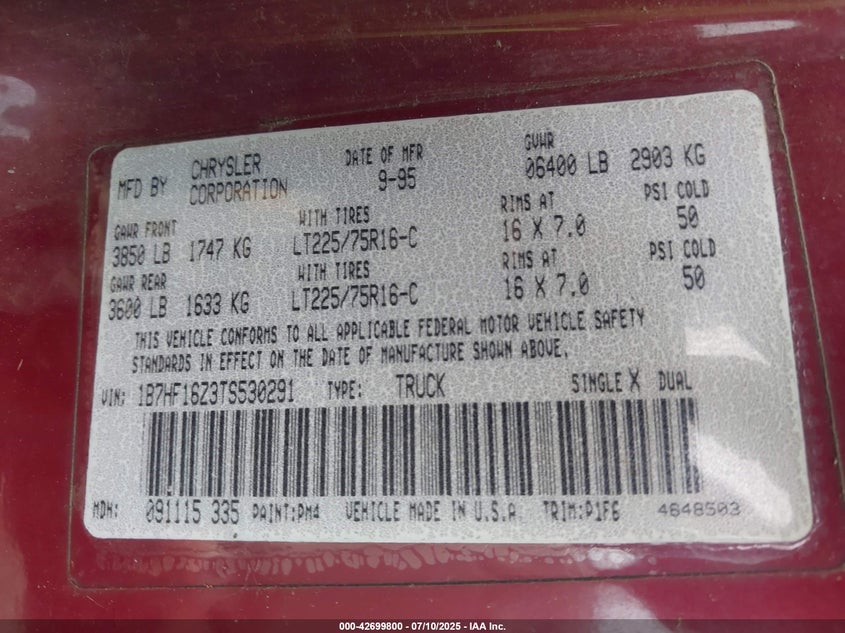 MFD BY CHRYSLER CORPORATION DATE OF MFR 9-95 GVWR 06400 LB 2903 KG
GAWR FRONT WITH TIRES RIMS AT PSI COLD
3850 LB 1747 KG LT225/75R16-C 16 X 7.0 50
GAWR REAR WITH TIRES RIMS AT PSI COLD
3600 LB 1633 KG LT225/75R16-C 16 X 7.0 50
THIS VEHICLE CONFORMS TO ALL APPLICABLE FEDERAL MOTOR VEHICLE SAFETY
STANDARDS IN EFFECT ON THE DATE OF MANUFACTURE SHOWN ABOVE.
VIN: 1B7HF16Z3TS530291 TYPE: TRUCK SINGLE X DUAL
MDH: 091115 335 PAINT:PM4 VEHICLE MADE IN U.S.A. TRIM:P1F6 4648503
000-42699800 - 07/10/2025 - IAA Inc.